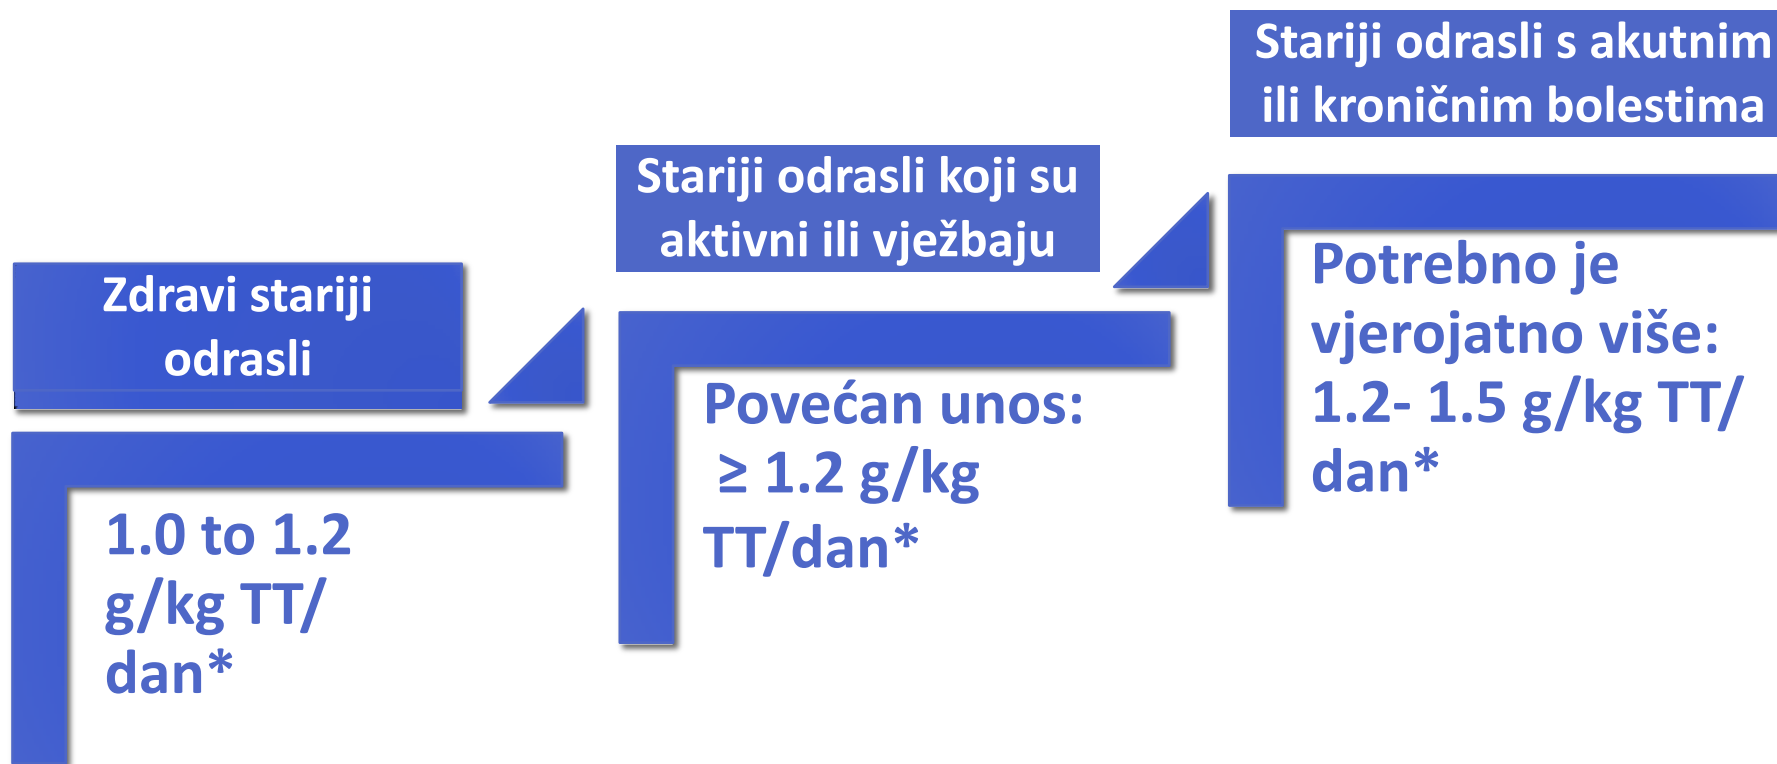 Zdravi stariji
odrasli
1.0 to 1.2
g/kg TT/
dan*
Stariji odrasli koji su
aktivni ili vježbaju
Povećan unos:
≥ 1.2 g/kg
TT/dan*
Stariji odrasli s akutnim
ili kroničnim bolestima
Potrebno je
vjerojatno više:
1.2- 1.5 g/kg TT/
dan*